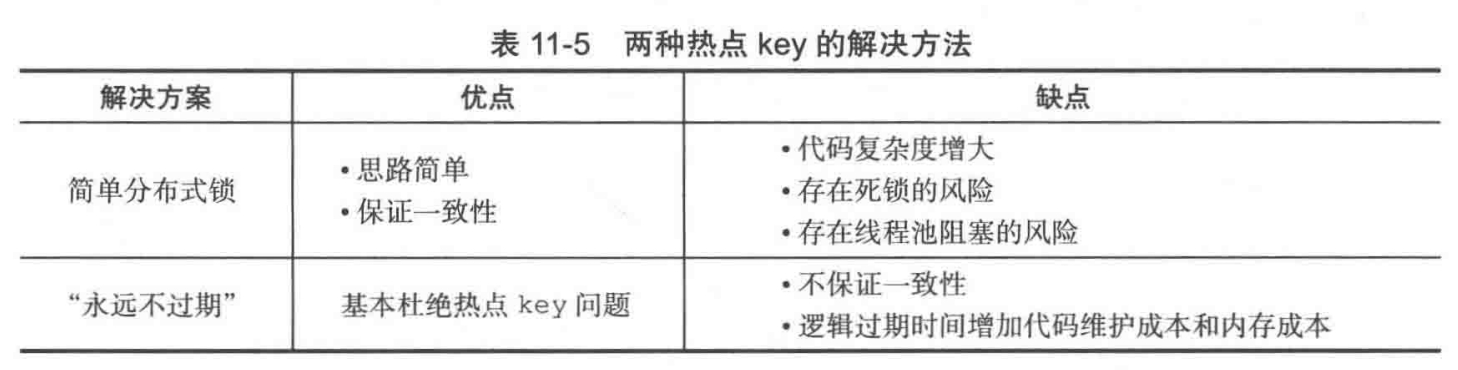 表 11-5 两种热点 key 的解决方法
解决方案 优点 缺点
简单分布式锁
•思路简单
•保证一致性
•代码复杂度增大
•存在死锁的风险
•存在线程池阻塞的风险
“永远不过期”
基本杜绝热点 key 问题
•不保证一致性
•逻辑过期时间增加代码维护成本和内存成本